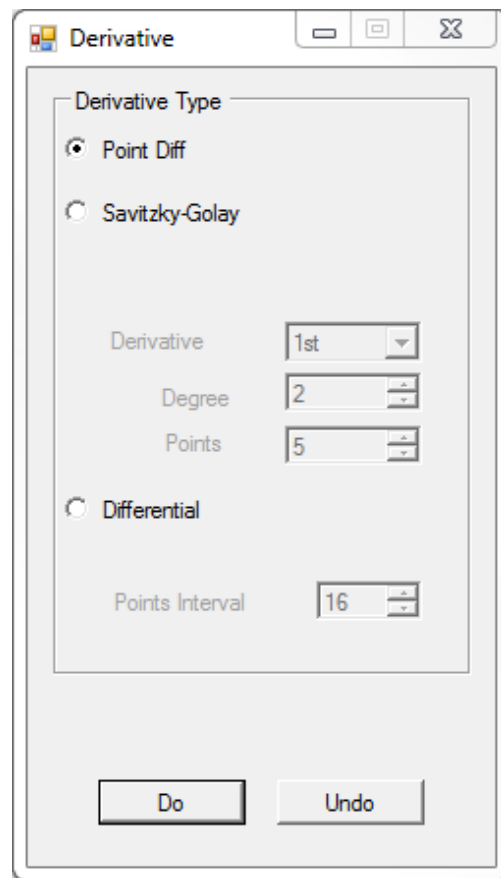 Derivative
Derivative Type
Point Diff
Savitzky-Golay
Derivative 1st
Degree 2
Points 5
Differential
Points Interval 16
Do Undo